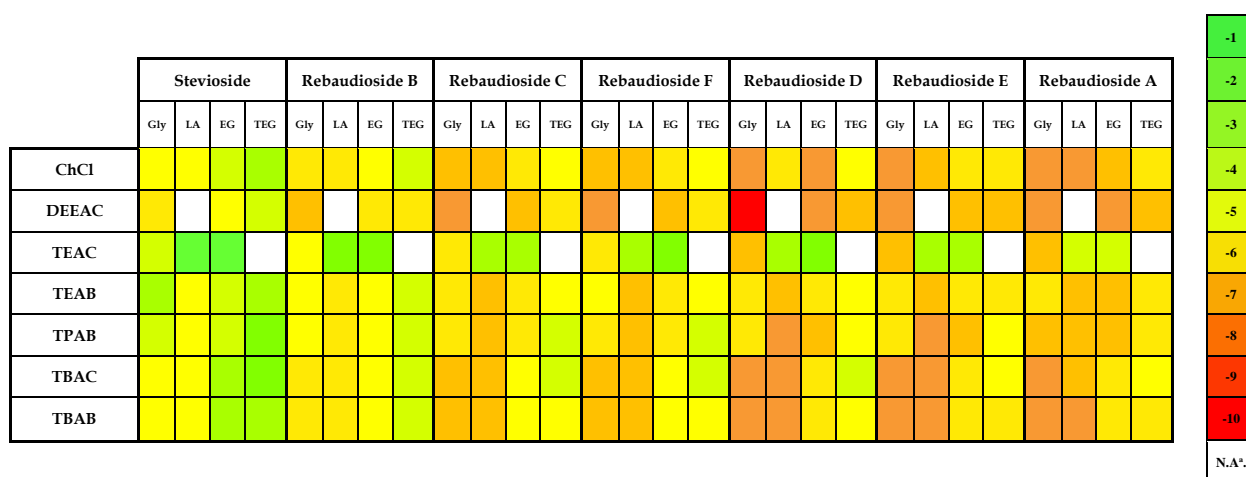 Stevioside Rebaudioside B Rebaudioside C Rebaudioside F Rebaudioside D Rebaudioside E Rebaudioside A
Gly LA EG TEG Gly LA EG TEG Gly LA EG TEG Gly LA EG TEG Gly LA EG TEG Gly LA EG TEG Gly LA EG TEG
ChCl
DEEAC
TEAC
TEAB
TPAB
TBAC
TBAB
-1
-2
-3
-4
-5
-6
-7
-8
-9
-10
N.Aª.